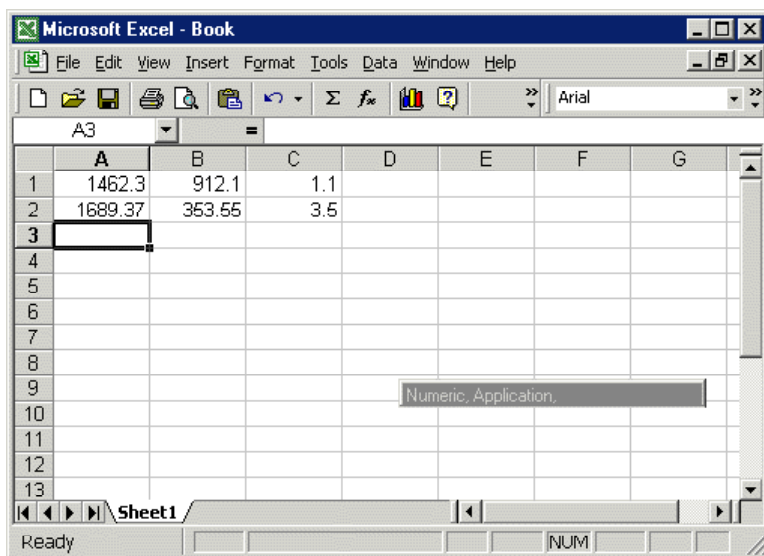 Microsoft Excel - Book
File Edit View Insert Format Tools Data Window Help
Σ fx ? » Arial »
A3 =
A B C D E F G
1 1462.3 912.1 1.1
2 1689.37 353.55 3.5
3
4
5
6
7
8
9
Numeric, Application,
10
11
12
13
Sheet1
Ready NUM